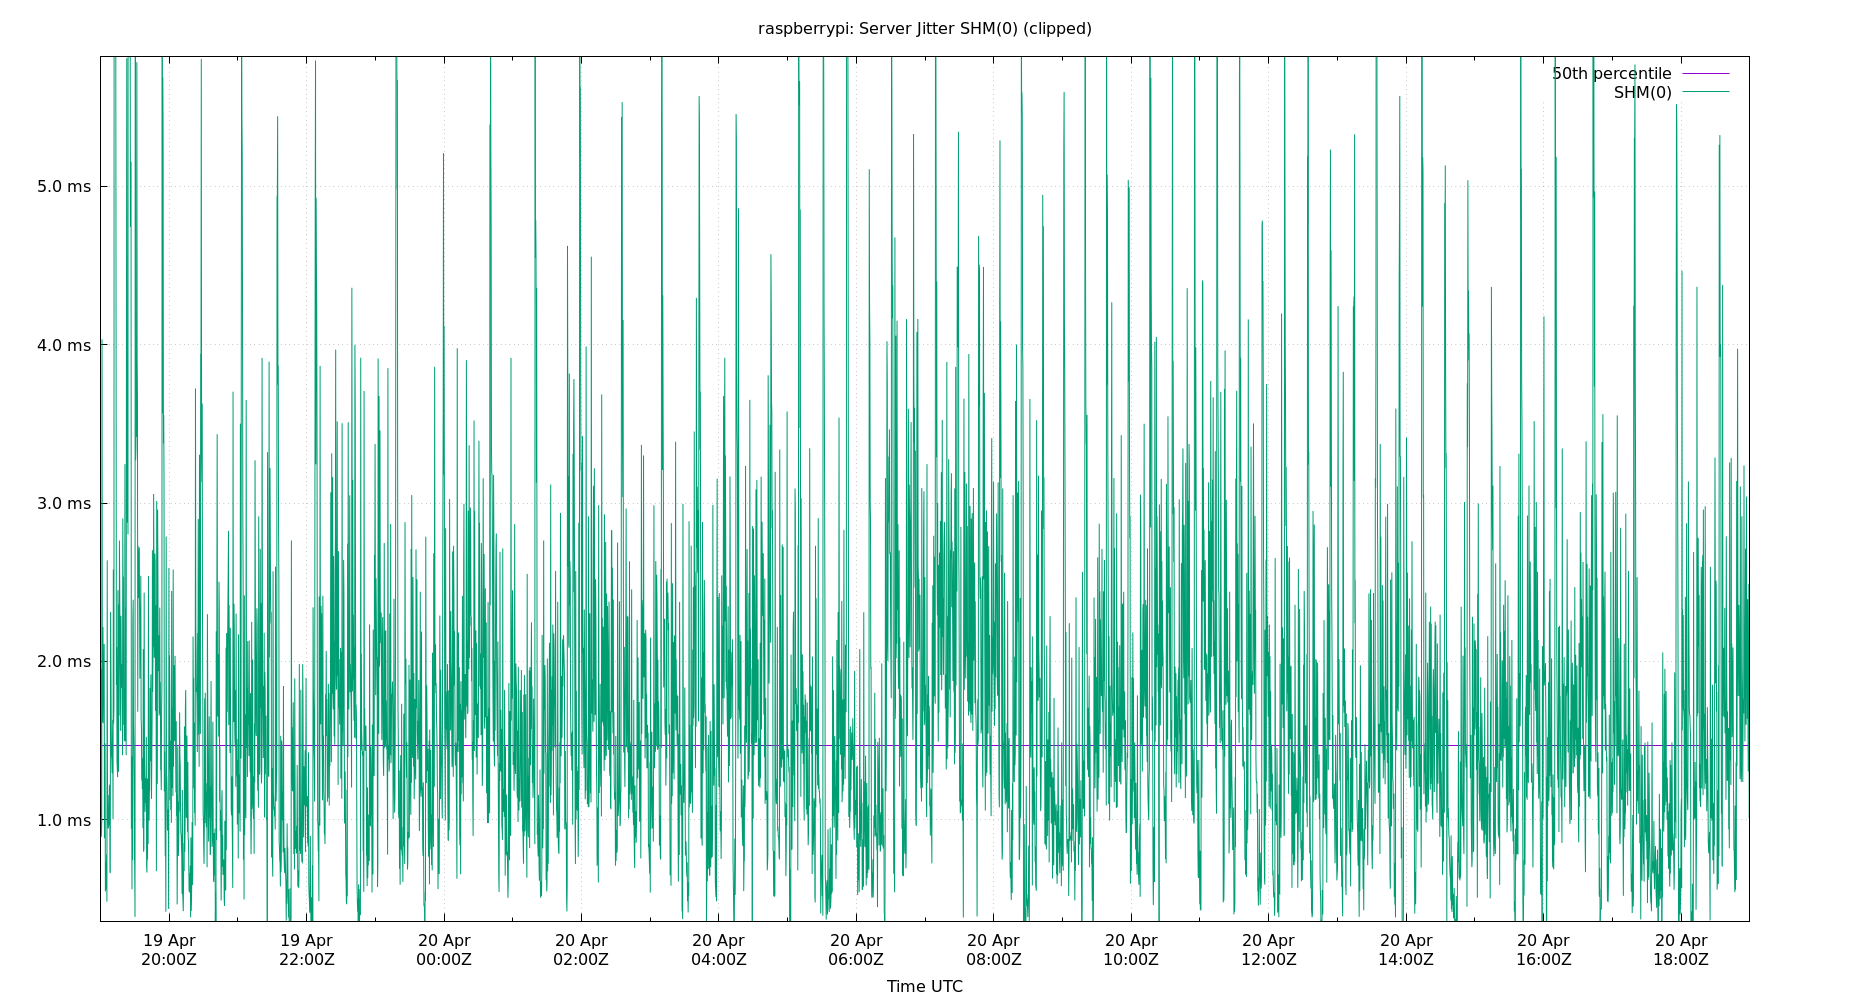 raspberrypi: Server Jitter SHM(0) (clipped)
50th percentile
SHM(0)
5.0 ms
4.0 ms
3.0 ms
2.0 ms
1.0 ms
19 Apr 19 Apr 20 Apr 20 Apr 20 Apr 20 Apr 20 Apr 20 Apr 20 Apr 20 Apr 20 Apr 20 Apr
20:00Z 22:00Z 00:00Z 02:00Z 04:00Z 06:00Z 08:00Z 10:00Z 12:00Z 14:00Z 16:00Z 18:00Z
Time UTC